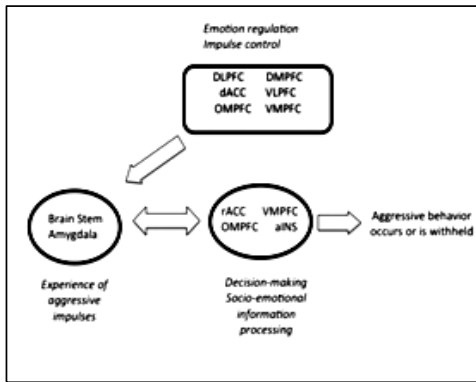 Emotion regulation
Impulse control
DLPFC DMPFC
dACC VLPFC
OMPFC VMPFC
Brain Stem
Amygdala
rACC VMPFC
OMPFC aINS
Aggressive behavior
occurs or is withheld
Experience of
aggressive
impulses
Decision-making
Socio-emotional
information
processing